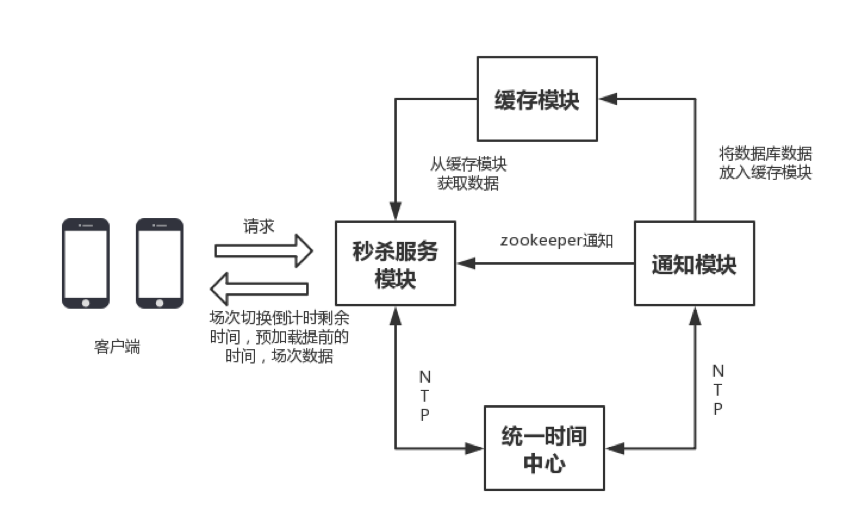 缓存模块
从缓存模块
获取数据
将数据库数据
放入缓存模块
请求
秒杀服务
模块
zookeeper通知
通知模块
场次切换倒计时剩余
时间，预加载提前的
时间，场次数据
客户端
N
T
P
N
T
P
统一时间
中心